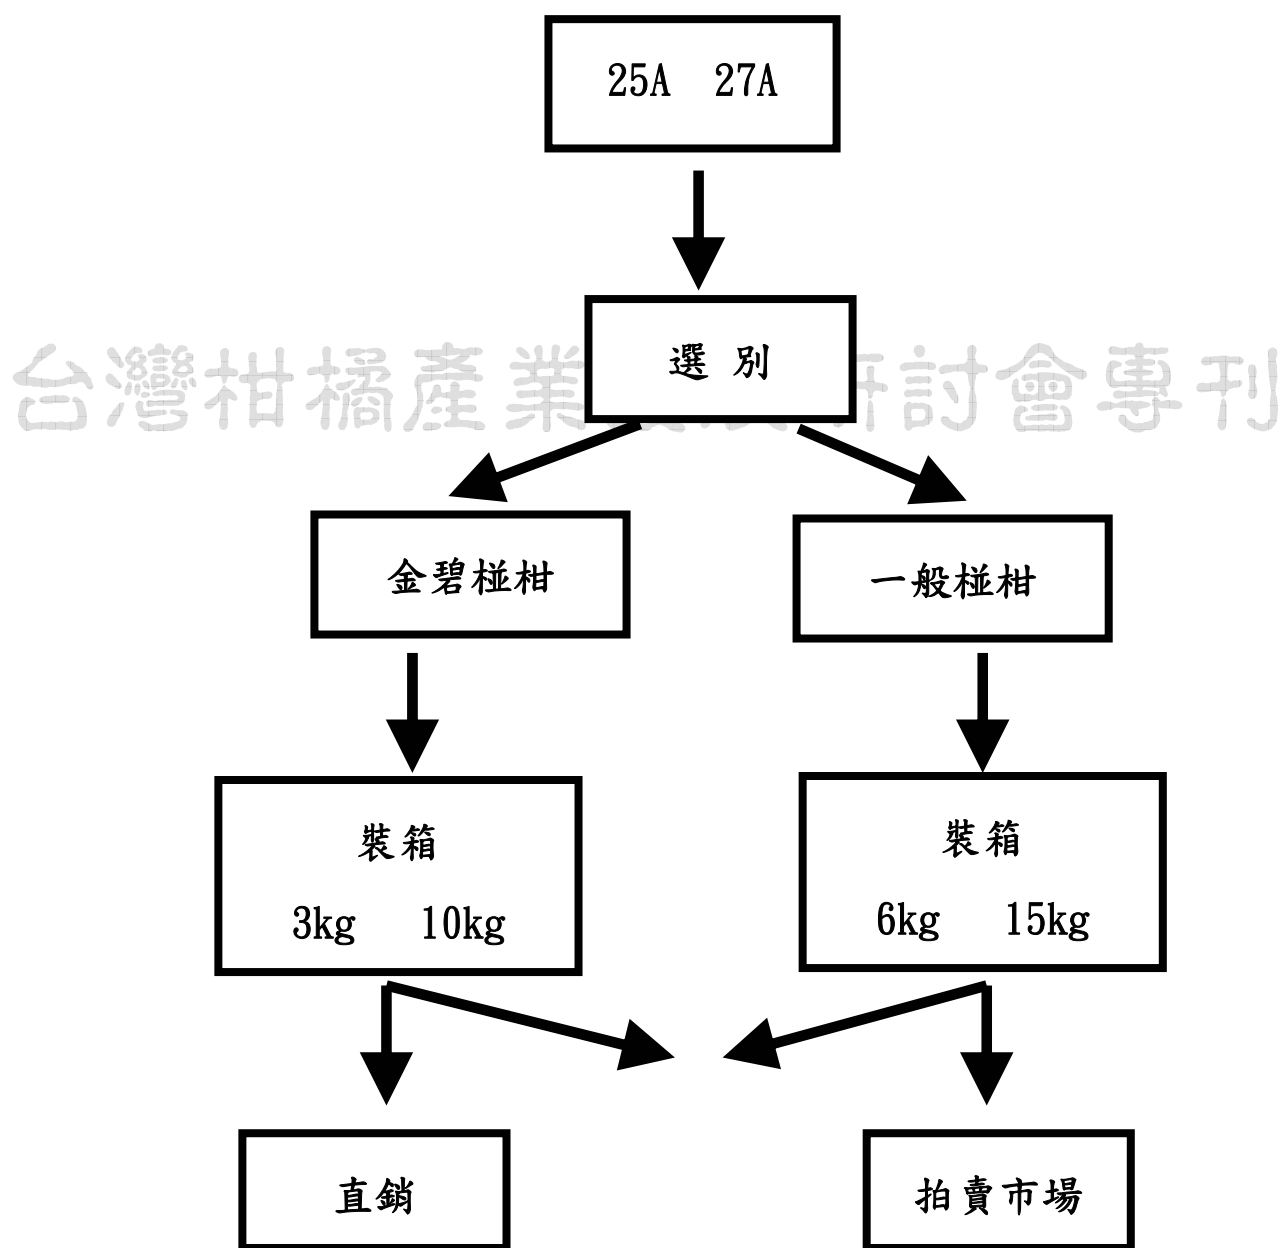 25A 27A
選別
台灣柑橘產業 研討會專刊
金碧椪柑
一般椪柑
裝箱
3kg 10kg
裝箱
6kg 15kg
直銷
拍賣市場